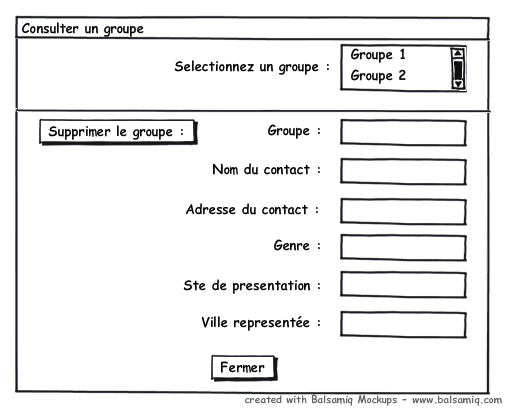 Consulter un groupe
Selectionnez un groupe :
Groupe 1
Groupe 2
Supprimer le groupe :
Groupe :
Nom du contact :
Adresse du contact :
Genre :
Ste de presentation :
Ville representée :
Fermer
created with Balsamiq Mockups - www.balsamiq.com